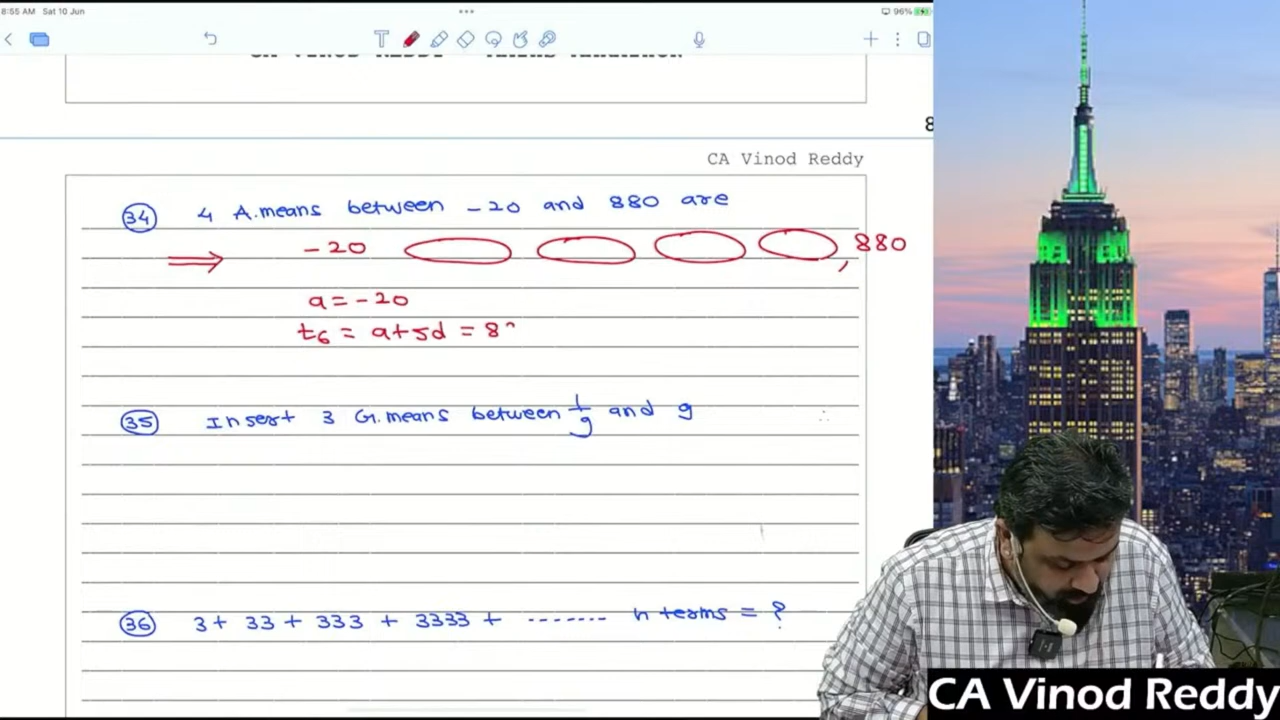 8:55 AM Sat 10 Jun
96%
T
CA Vinod Reddy
34 4 A.means between -20 and 880 are
⟹ -20 , 880
a = -20
t6 = a+5d = 8
35 Insert 3 G.means between 1/9 and 9
36 3 + 33 + 333 + 3333 + ........ n terms = ?
CA Vinod Reddy